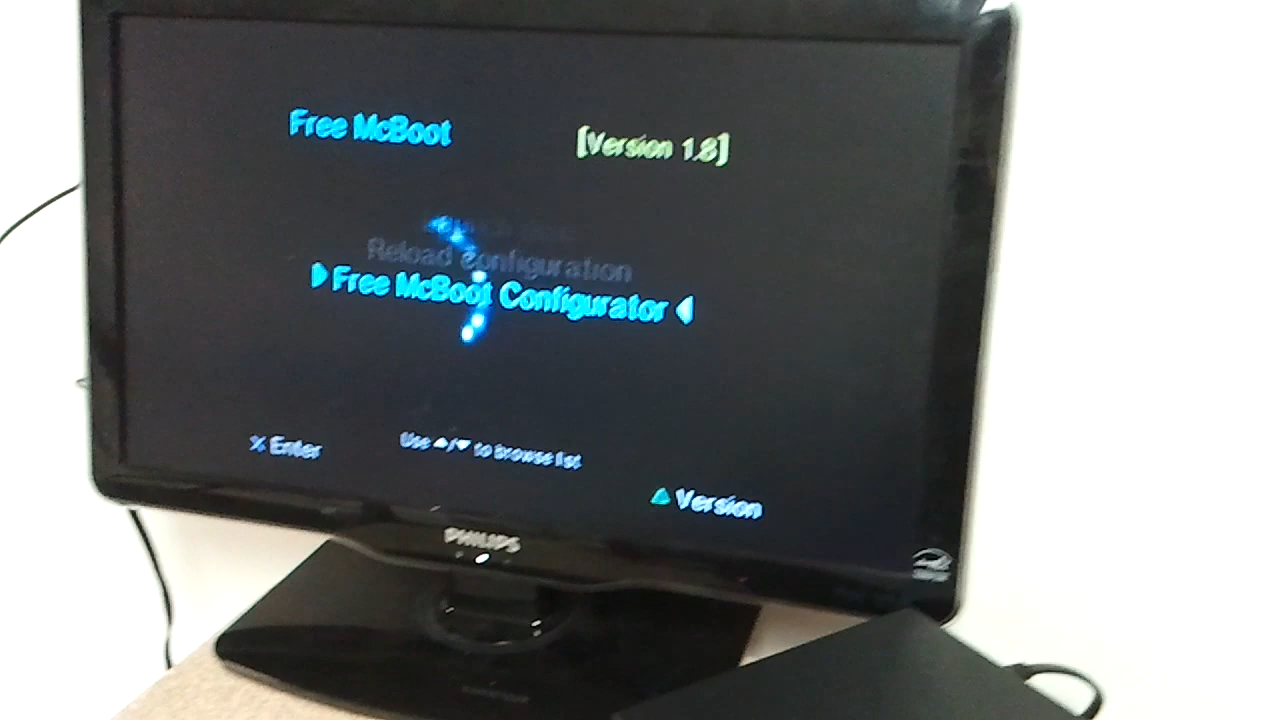 Free McBoot
[Version 1.8]
Reload Configuration
Free McBoot Configurator
X Enter
Use ▲/▼ to browse list
▲ Version
PHILIPS